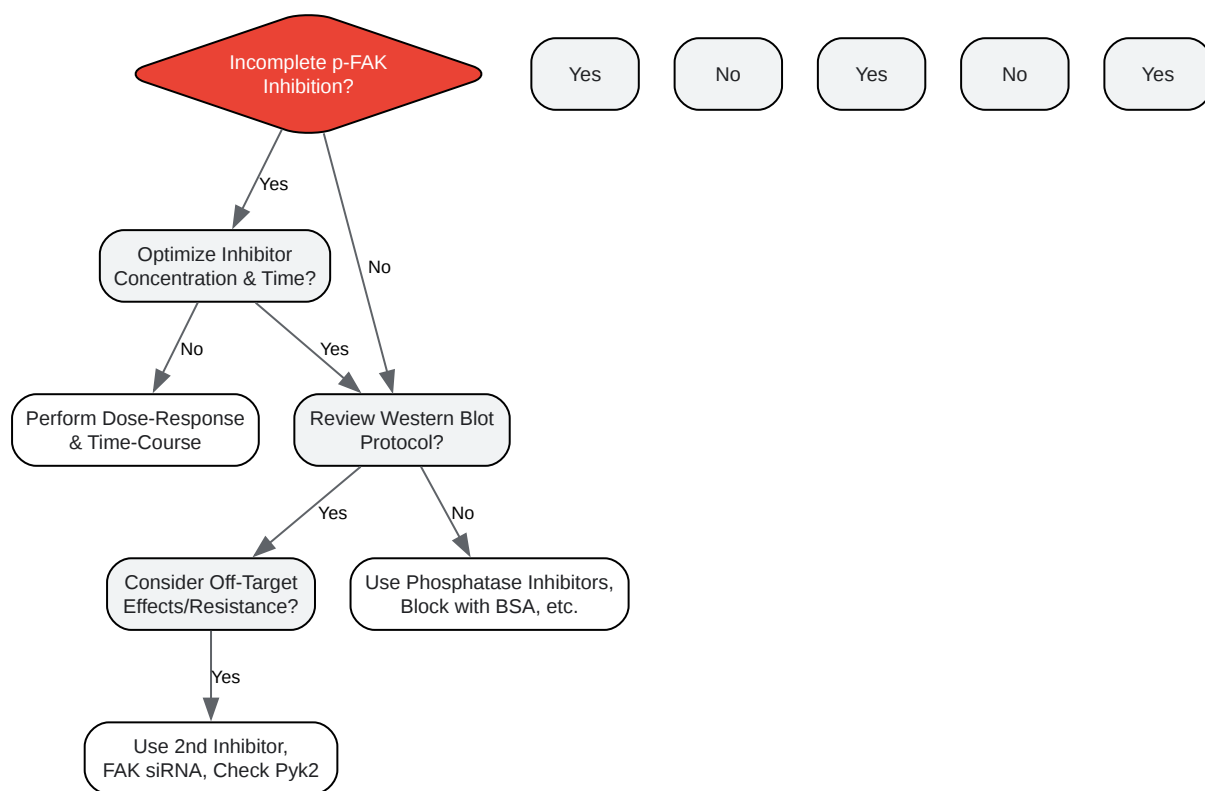 Incomplete p-FAK
Inhibition?
Yes
No
Yes
No
Yes
Yes
No
Optimize Inhibitor
Concentration & Time?
No
Yes
Perform Dose-Response
& Time-Course
Review Western Blot
Protocol?
Yes
No
Consider Off-Target
Effects/Resistance?
Use Phosphatase Inhibitors,
Block with BSA, etc.
Yes
Use 2nd Inhibitor,
FAK siRNA, Check Pyk2